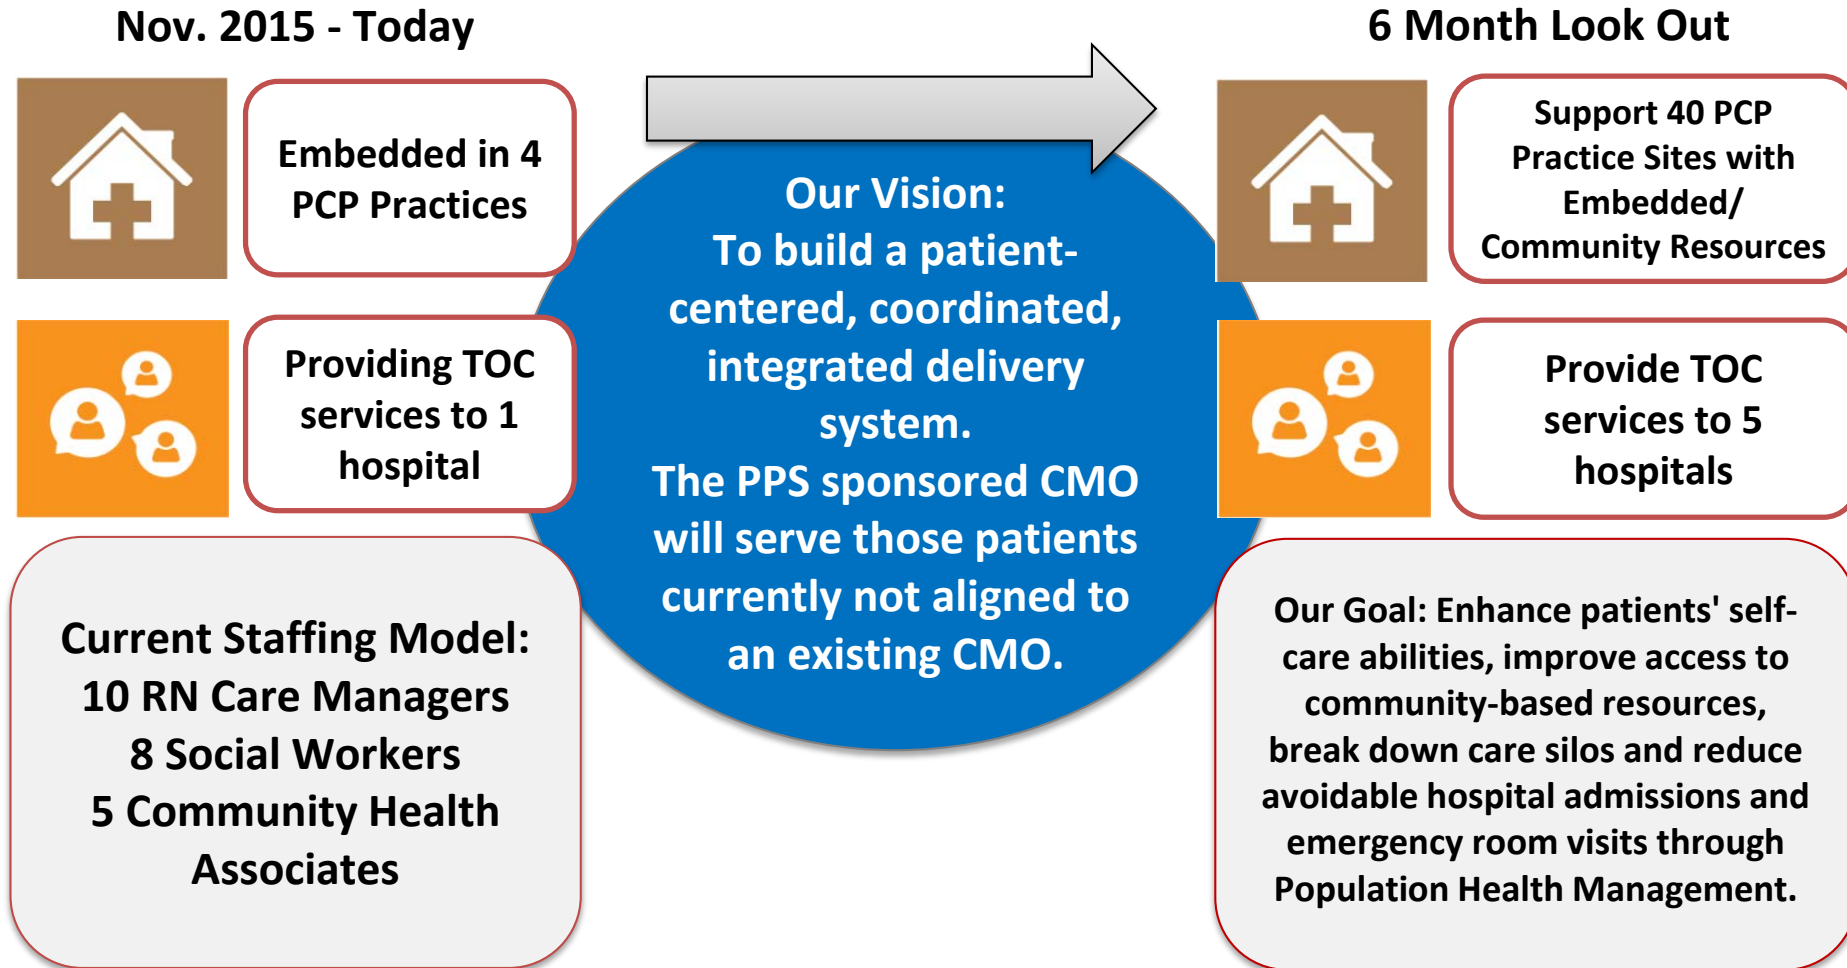 Nov. 2015 - Today
Embedded in 4
PCP Practices
Providing TOC
services to 1
hospital
Current Staffing Model:
10 RN Care Managers
8 Social Workers
5 Community Health
Associates
Our Vision:
To build a patient-
centered, coordinated,
integrated delivery
system.
The PPS sponsored CMO
will serve those patients
currently not aligned to
an existing CMO.
6 Month Look Out
Support 40 PCP
Practice Sites with
Embedded/
Community Resources
Provide TOC
services to 5
hospitals
Our Goal: Enhance patients' self-
care abilities, improve access to
community-based resources,
break down care silos and reduce
avoidable hospital admissions and
emergency room visits through
Population Health Management.